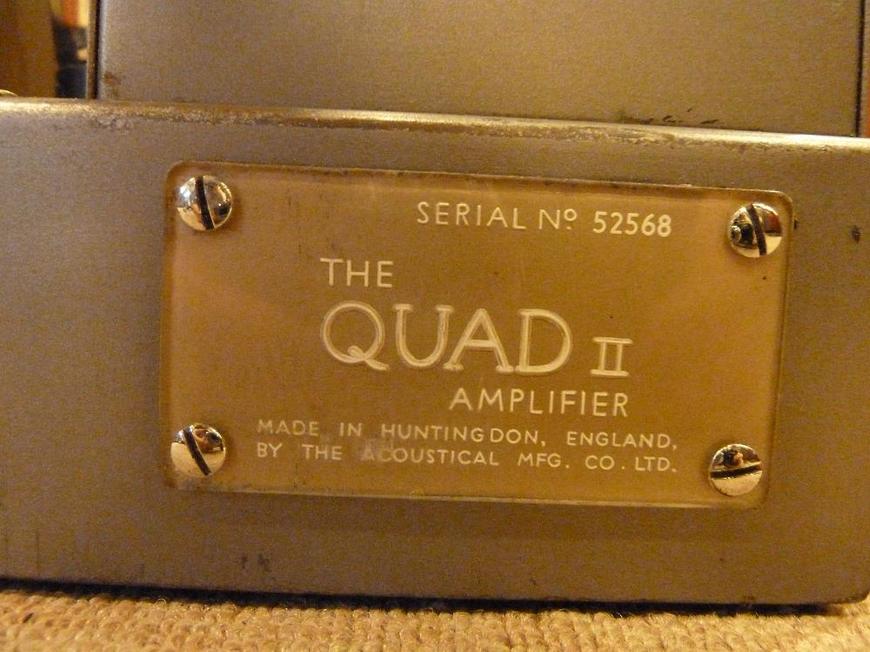 SERIAL Nº 52568
THE
QUAD II
AMPLIFIER
MADE IN HUNTINGDON, ENGLAND,
BY THE ACOUSTICAL MFG. CO. LTD.